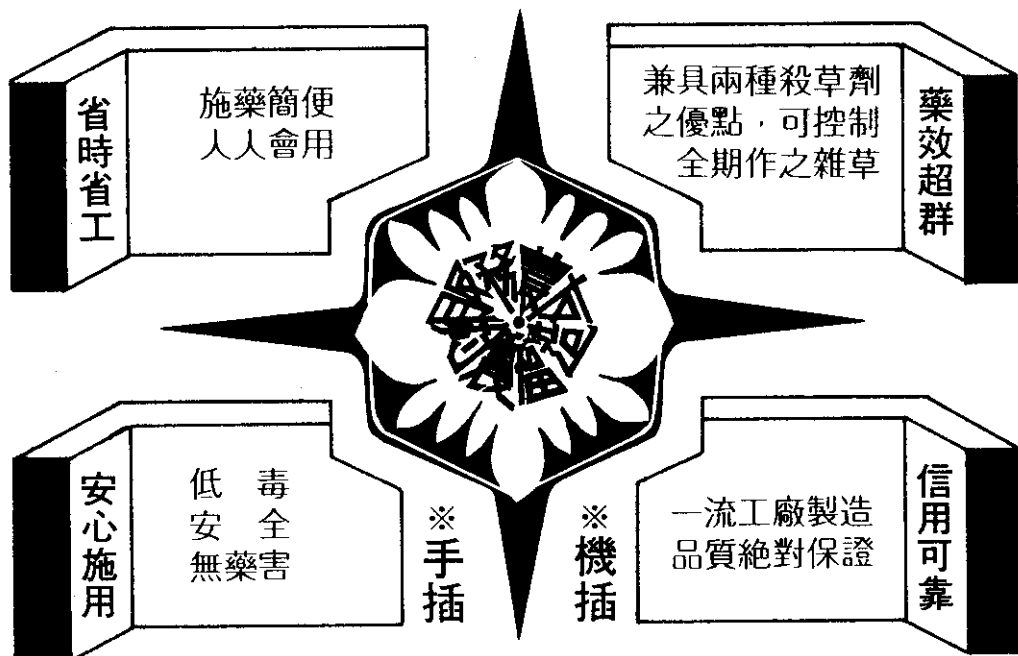 藥效超群
兼具兩種殺草劑
之優點，可控制
全期作之雜草
省時省工
施藥簡便
人人會用
信用可靠
一流工廠製造
品質絕對保證
※機插
※手插
安心施用
低 毒
安 全
無藥害